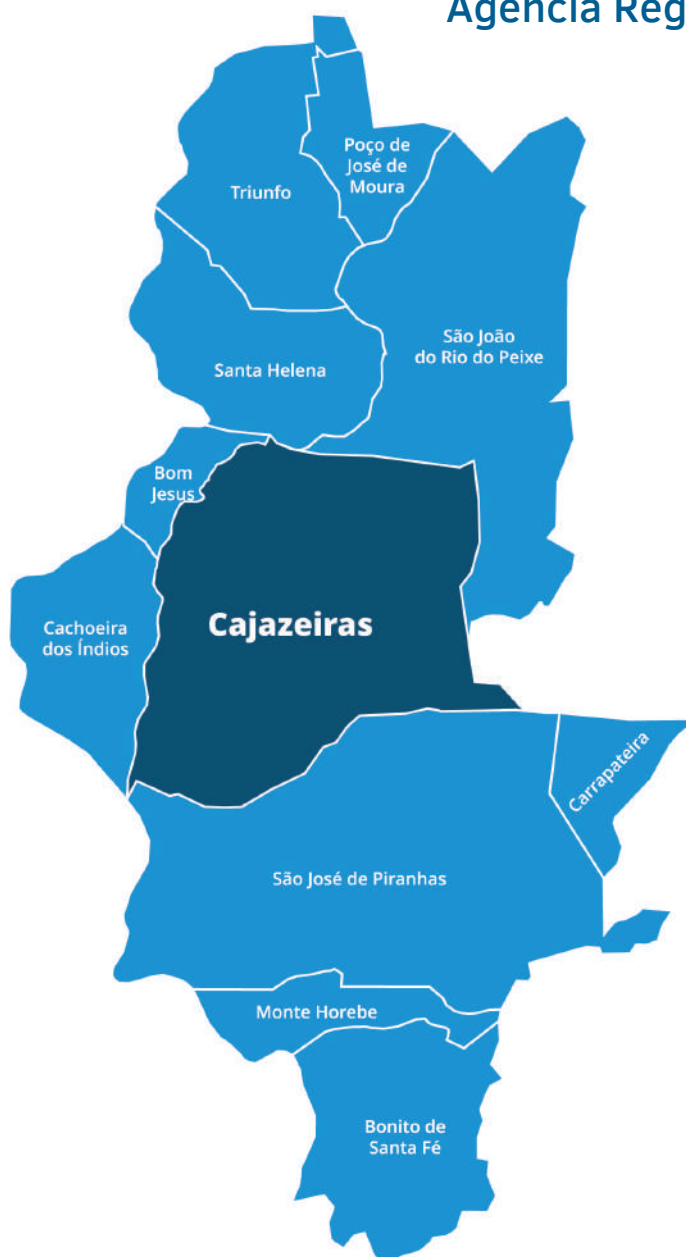 Agência Reg
Poço de
José de
Moura
Triunfo
São João
do Rio do Peixe
Santa Helena
Bom
Jesus
Cajazeiras
Cachoeira
dos Índios
Carrapateira
São José de Piranhas
Monte Horebe
Bonito de
Santa Fé